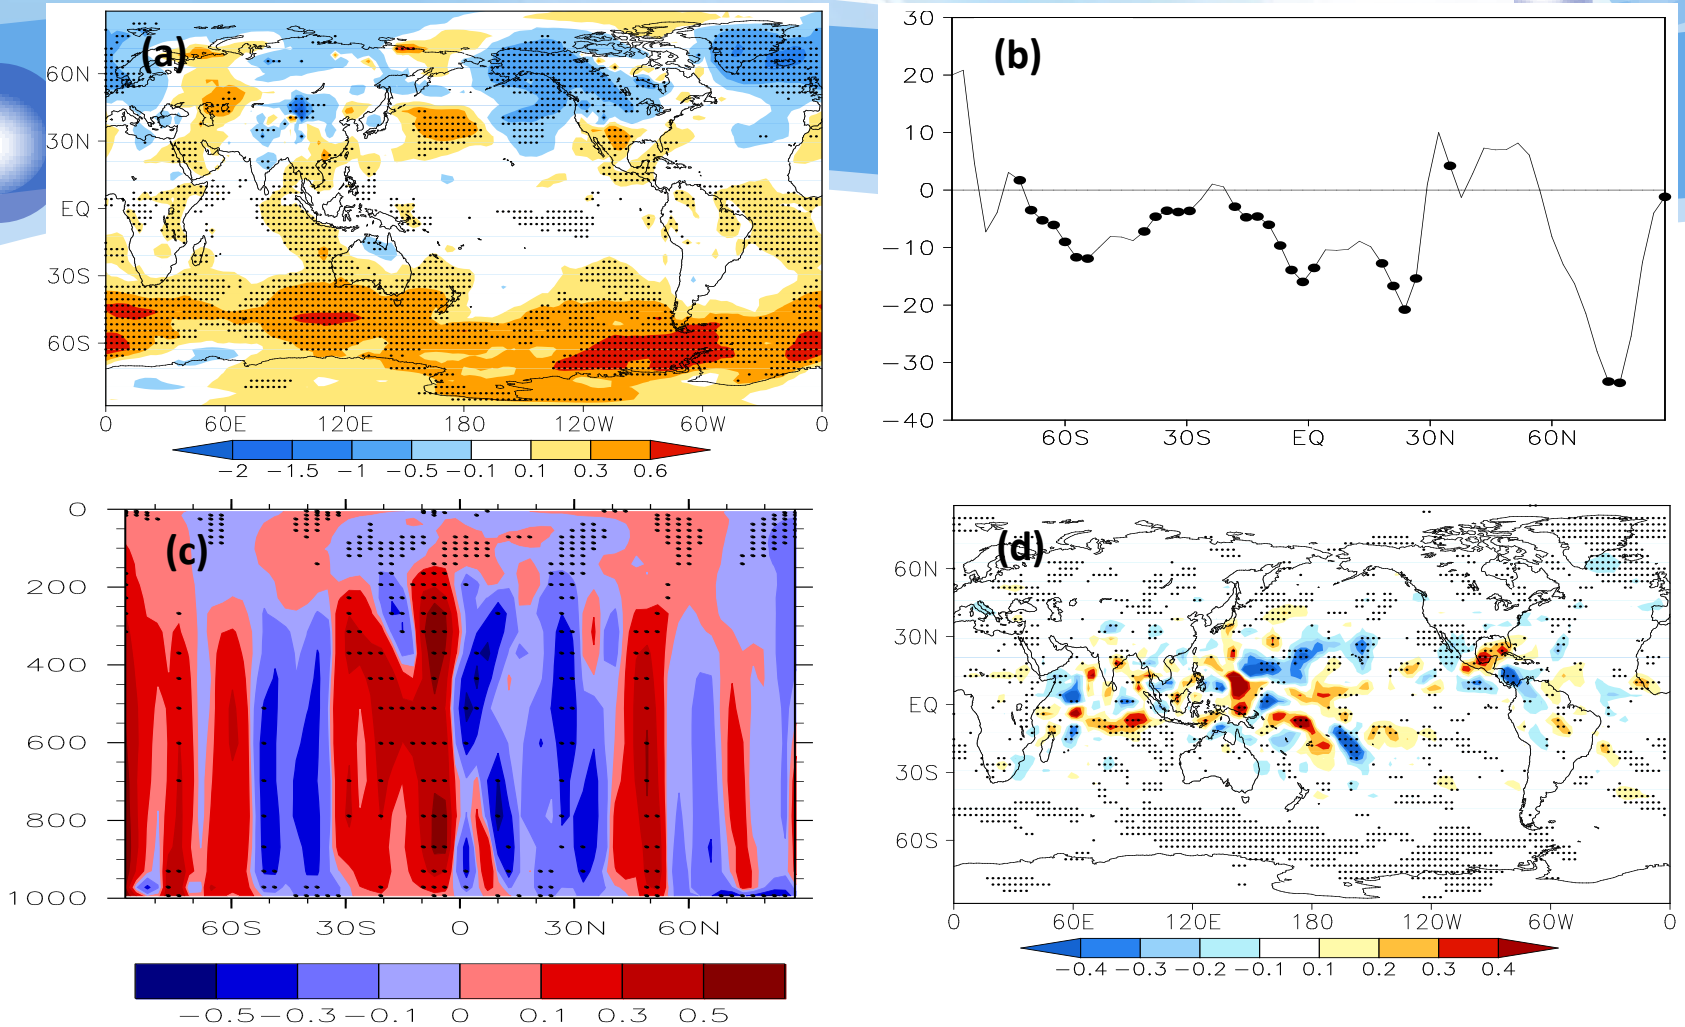 (a)
60N
30N
EQ
30S
60S
0 60E 120E 180 120W 60W 0
-2 -1.5 -1 -0.5 -0.1 0.1 0.3 0.6
(b)
30
20
10
0
-10
-20
-30
-40
60S 30S EQ 30N 60N
(c)
0
200
400
600
800
1000
60S 30S 0 30N 60N
-0.5 -0.3 -0.1 0 0.1 0.3 0.5
(d)
60N
30N
EQ
30S
60S
0 60E 120E 180 120W 60W 0
-0.4 -0.3 -0.2 -0.1 0.1 0.2 0.3 0.4